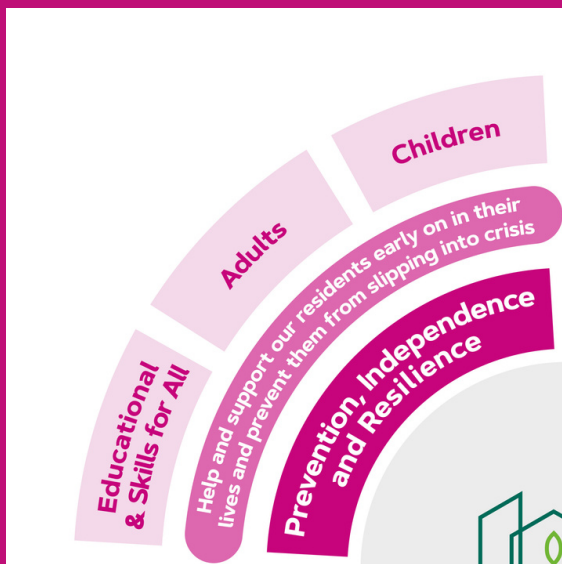 Children
Adults
Educational
& Skills for All
Help and support our residents early on in their
lives and prevent them from slipping into crisis
Prevention, Independence
and Resilience